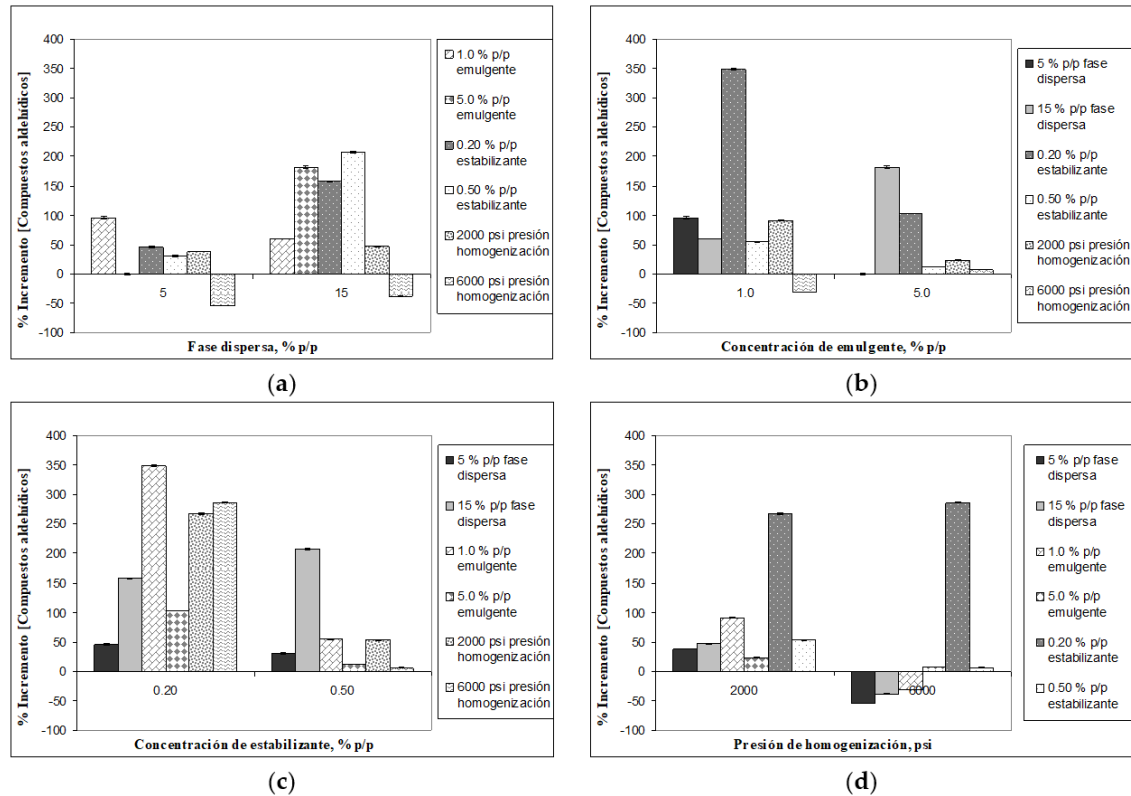 % Incremento [Compuestos aldehídicos]
400
350
300
250
200
150
100
50
0
-50
-100
5
15
Fase dispersa, % p/p
1.0 % p/p
emulgente
5.0 % p/p
emulgente
0.20 % p/p
estabilizante
0.50 % p/p
estabilizante
2000 psi presión
homogenización
6000 psi presión
homogenización
(a)
% Incremento [Compuestos aldehídicos]
400
350
300
250
200
150
100
50
0
-50
-100
1.0
5.0
Concentración de emulgente, % p/p
5 % p/p fase
dispersa
15 % p/p fase
dispersa
0.20 % p/p
estabilizante
0.50 % p/p
estabilizante
2000 psi presión
homogenización
6000 psi presión
homogenización
(b)
% Incremento [Compuestos aldehídicos]
400
350
300
250
200
150
100
50
0
-50
-100
0.20
0.50
Concentración de estabilizante, % p/p
5 % p/p fase
dispersa
15 % p/p fase
dispersa
1.0 % p/p
emulgente
5.0 % p/p
emulgente
2000 psi presión
homogenización
6000 psi presión
homogenización
(c)
% Incremento [Compuestos aldehídicos]
400
350
300
250
200
150
100
50
0
-50
-100
2000
6000
Presión de homogenización, psi
5 % p/p fase
dispersa
15 % p/p fase
dispersa
1.0 % p/p
emulgente
5.0 % p/p
emulgente
0.20 % p/p
estabilizante
0.50 % p/p
estabilizante
(d)